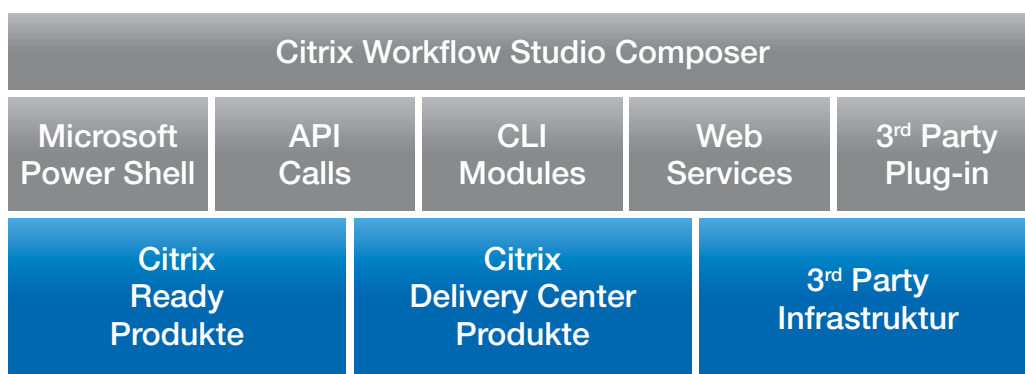 Citrix Workflow Studio Composer
Microsoft
Power Shell
API
Calls
CLI
Modules
Web
Services
3rd Party
Plug-in
Citrix
Ready
Produkte
Citrix
Delivery Center
Produkte
3rd Party
Infrastruktur